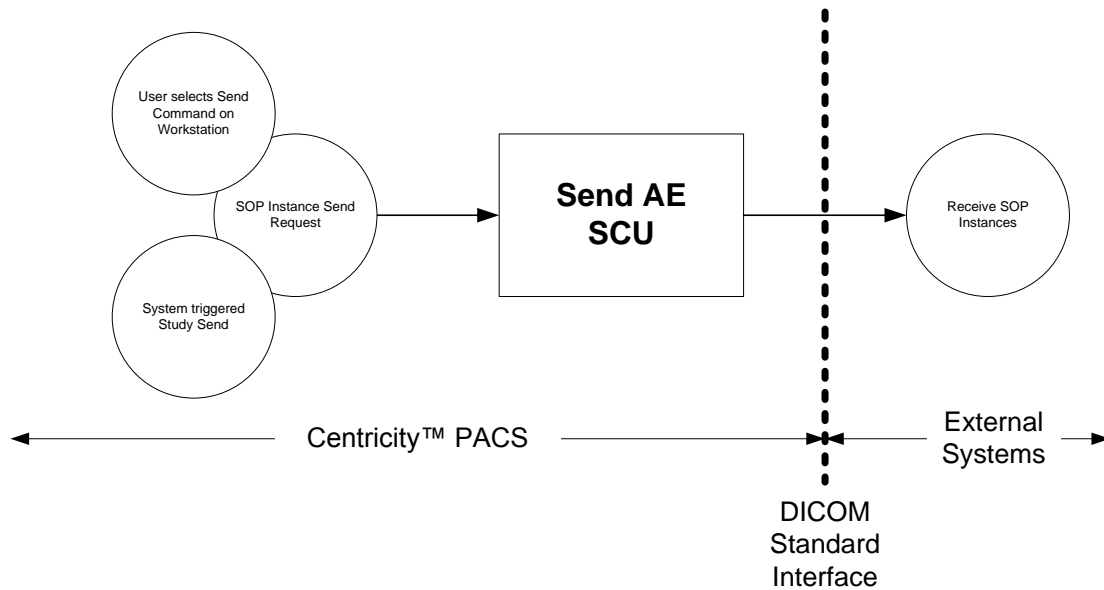 User selects Send
Command on
Workstation
SOP Instance Send
Request
System triggered
Study Send
Send AE
SCU
Receive SOP
Instances
Centricity™ PACS
External
Systems
DICOM
Standard
Interface